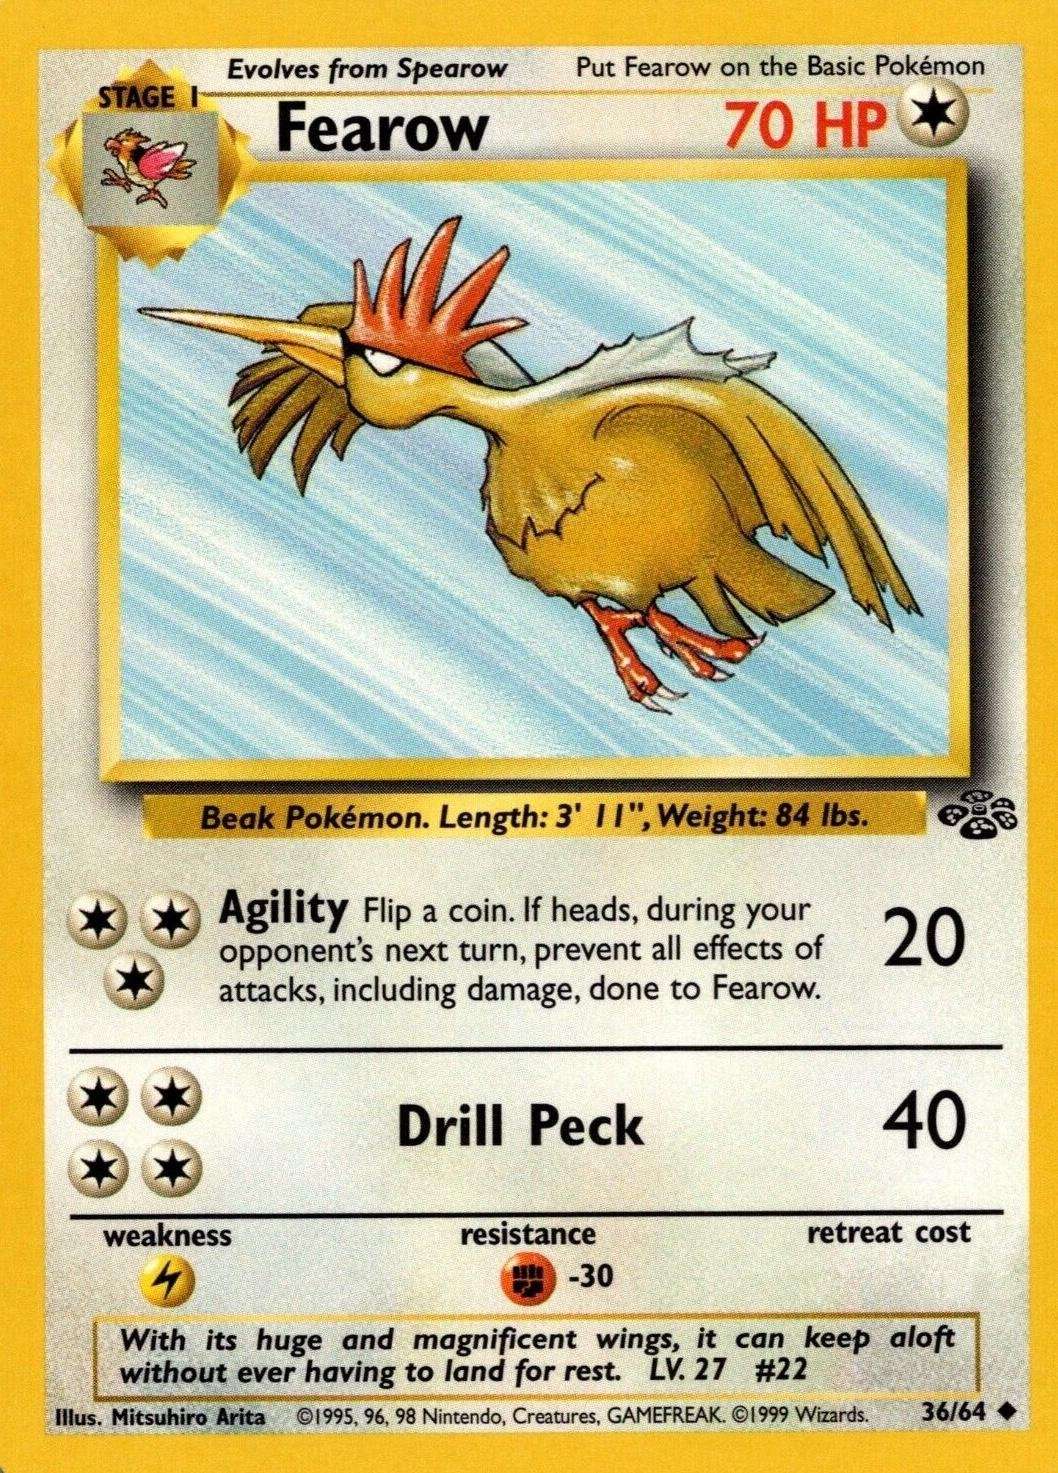 Evolves from Spearow Put Fearow on the Basic Pokémon
STAGE 1
Fearow 70 HP
Beak Pokémon. Length: 3' 11", Weight: 84 lbs.
Agility Flip a coin. If heads, during your
opponent's next turn, prevent all effects of
attacks, including damage, done to Fearow.
20
Drill Peck 40
weakness resistance retreat cost
-30
With its huge and magnificent wings, it can keep aloft
without ever having to land for rest. LV. 27 #22
Illus. Mitsuhiro Arita ©1995, 96, 98 Nintendo, Creatures, GAMEFREAK. ©1999 Wizards. 36/64